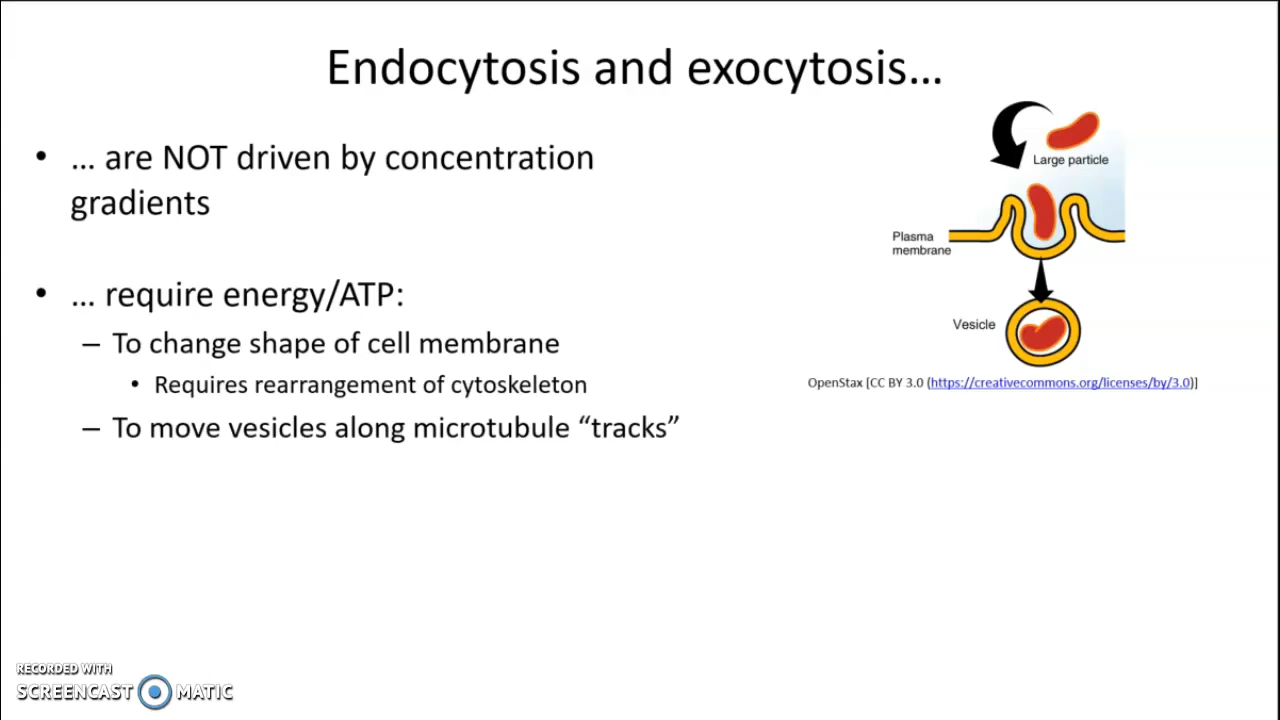 Endocytosis and exocytosis…
• … are NOT driven by concentration
gradients
• … require energy/ATP:
– To change shape of cell membrane
• Requires rearrangement of cytoskeleton
– To move vesicles along microtubule “tracks”
Large particle
Plasma
membrane
Vesicle
OpenStax [CC BY 3.0 (https://creativecommons.org/licenses/by/3.0)]
RECORDED WITH
SCREENCAST MATIC